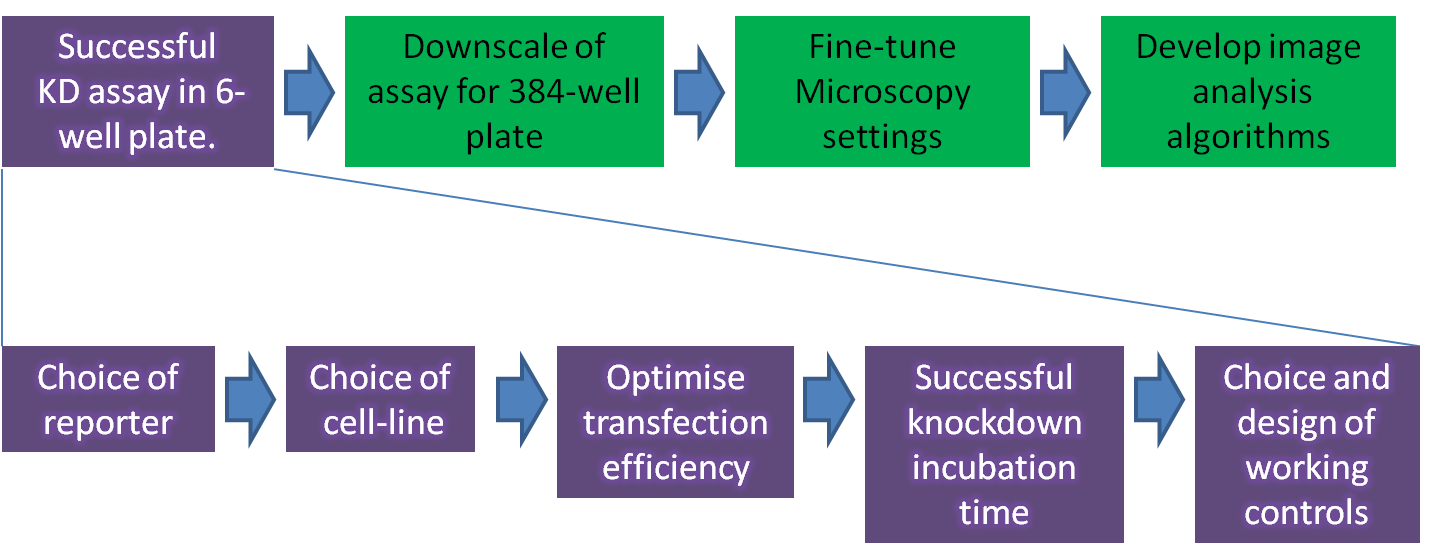 Successful
KD assay in 6-
well plate.
Downscale of
assay for 384-well
plate
Fine-tune
Microscopy
settings
Develop image
analysis
algorithms
Choice of
reporter
Choice of
cell-line
Optimise
transfection
efficiency
Successful
knockdown
incubation
time
Choice and
design of
working
controls